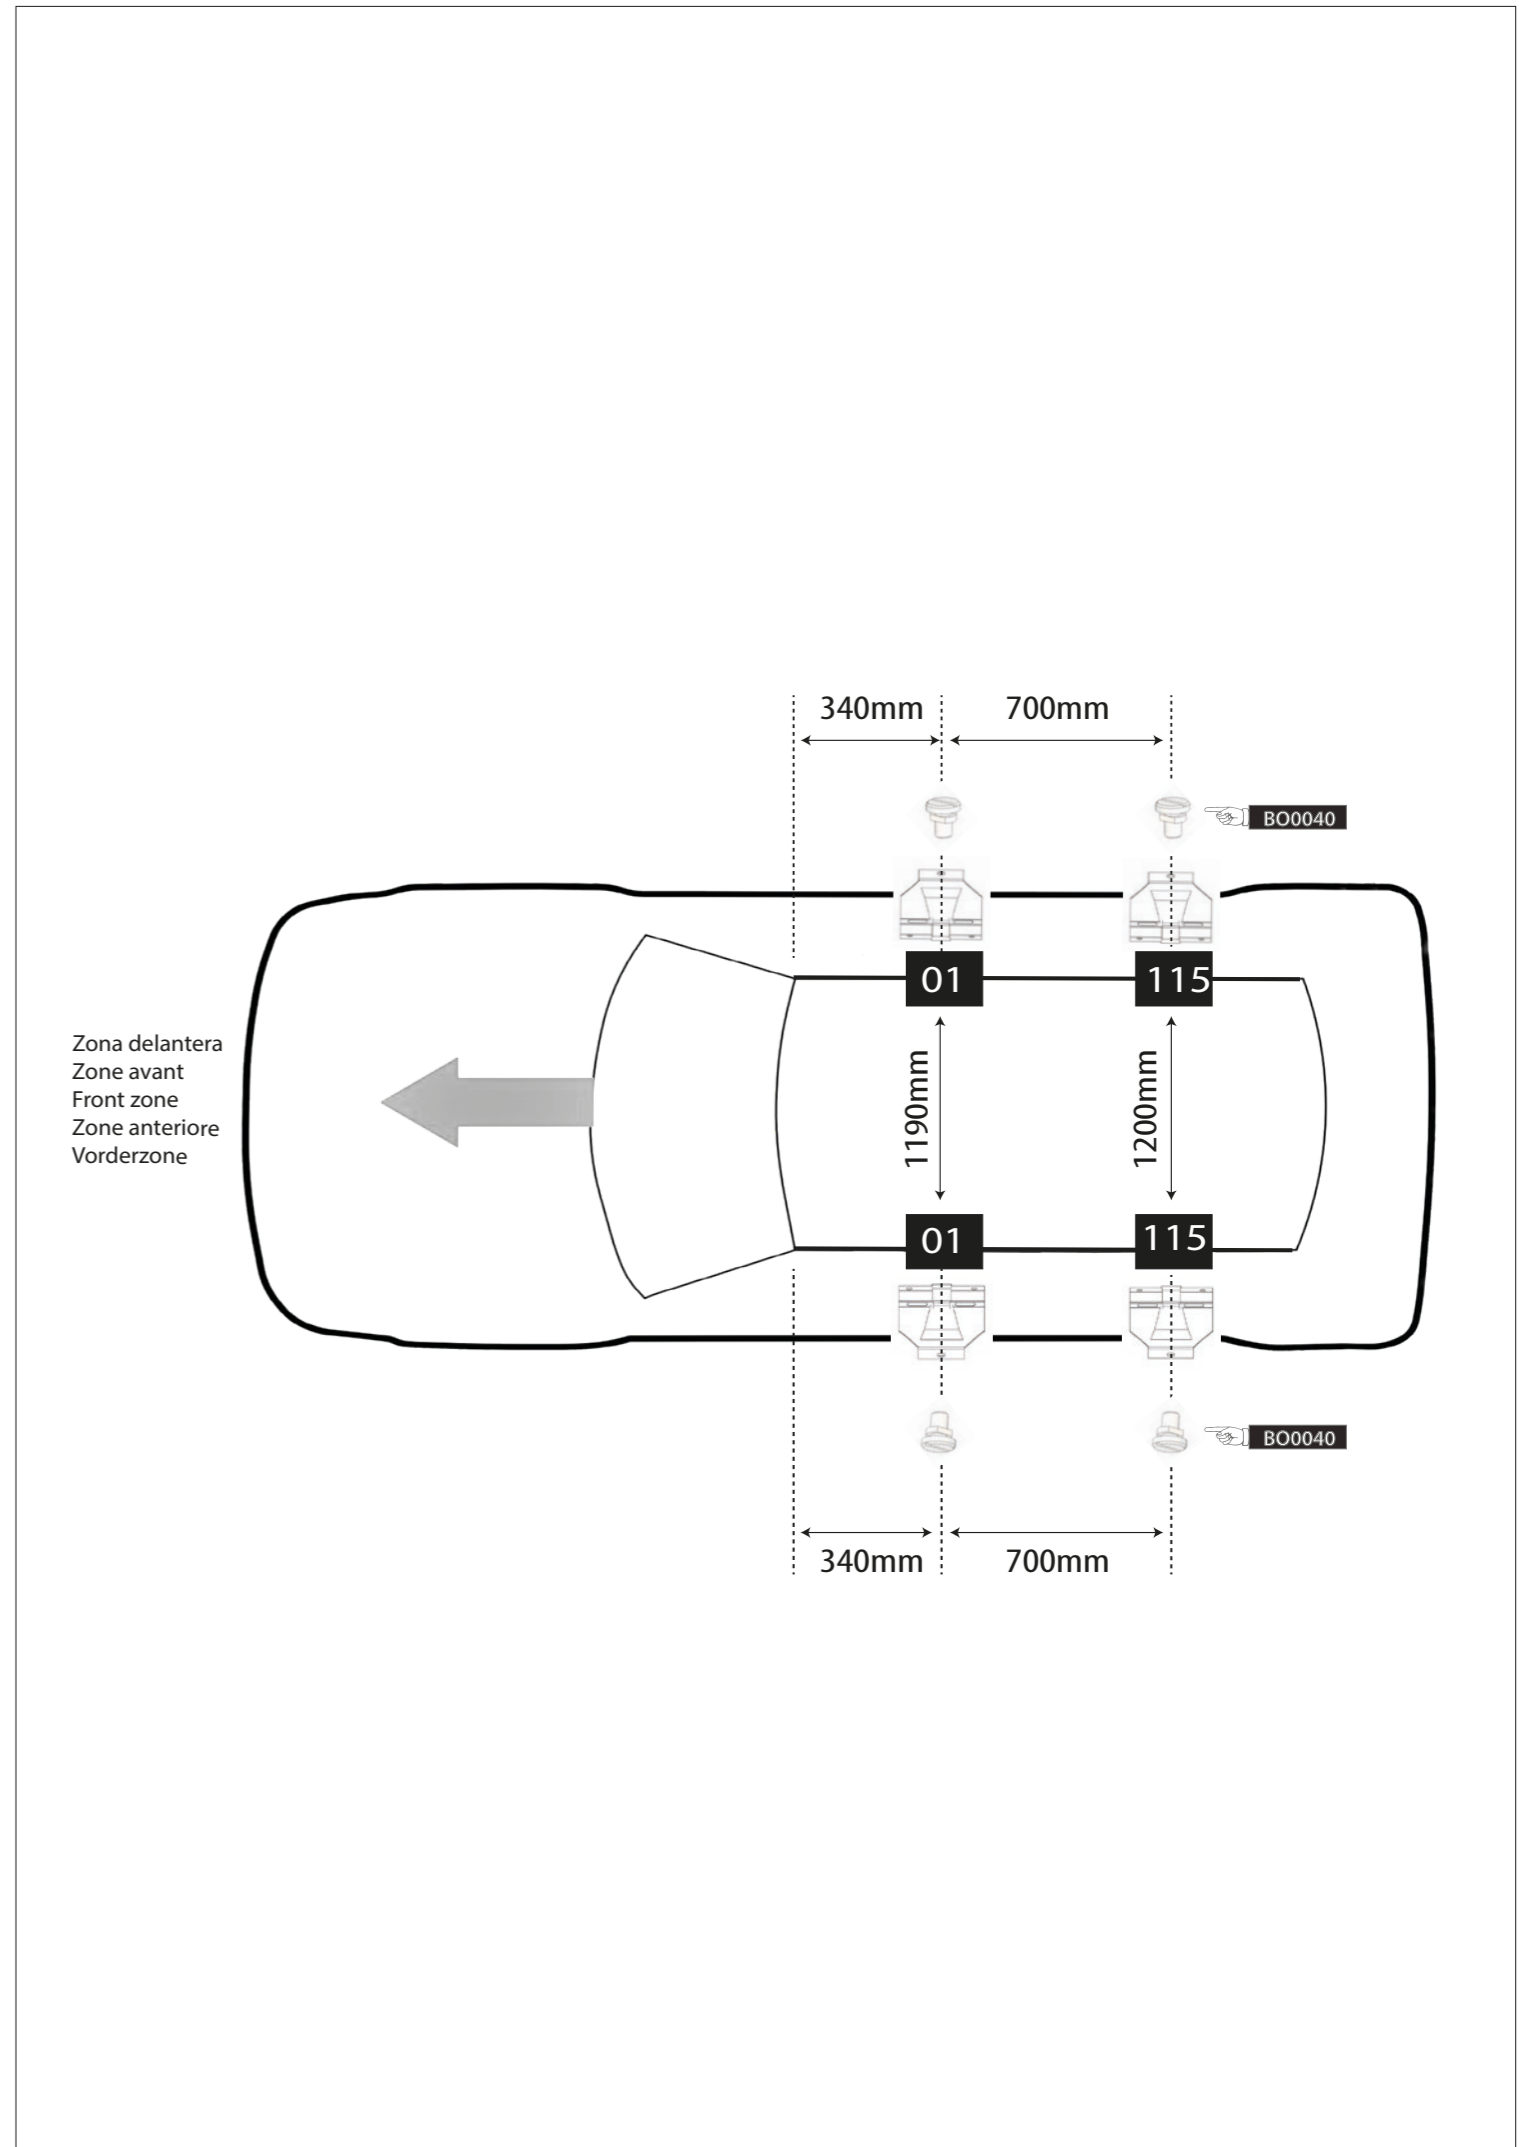 340mm 700mm
BO0040
01 115
Zona delantera
Zone avant
Front zone
Zone anteriore
Vorderzone
1190mm 1200mm
01 115
BO0040
340mm 700mm